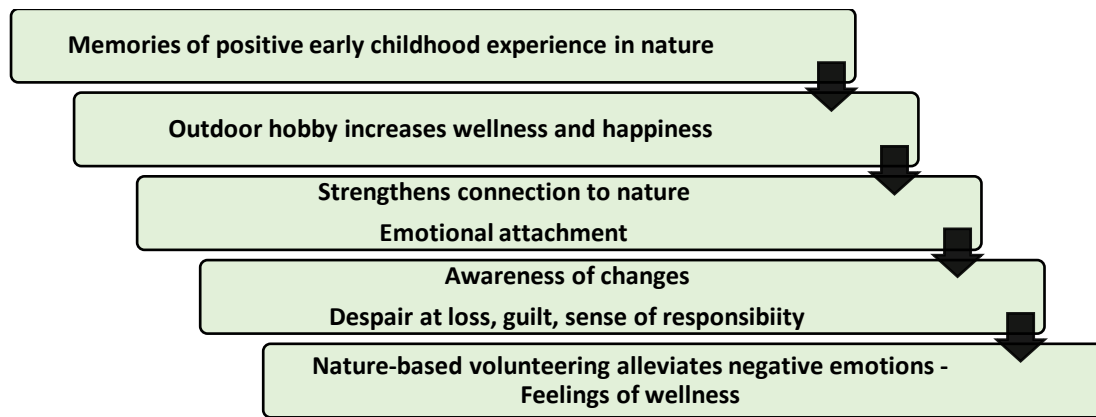 Memories of positive early childhood experience in nature
Outdoor hobby increases wellness and happiness
Strengthens connection to nature
Emotional attachment
Awareness of changes
Despair at loss, guilt, sense of responsibiity
Nature-based volunteering alleviates negative emotions -
Feelings of wellness